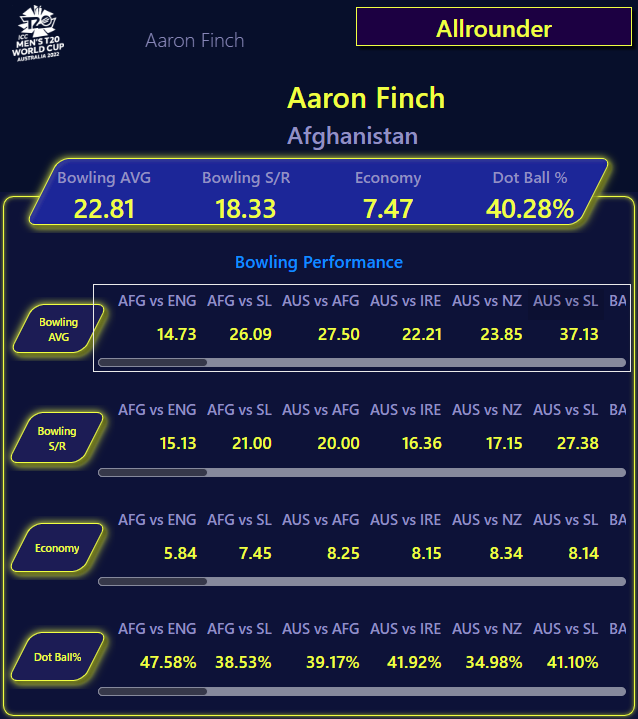 ICC
MEN'S T20
WORLD CUP
AUSTRALIA 2022
Aaron Finch
Allrounder
Aaron Finch
Afghanistan
Bowling AVG Bowling S/R Economy Dot Ball %
22.81 18.33 7.47 40.28%
Bowling Performance
Bowling
AVG
AFG vs ENG AFG vs SL AUS vs AFG AUS vs IRE AUS vs NZ AUS vs SL BA
14.73 26.09 27.50 22.21 23.85 37.13
Bowling
S/R
AFG vs ENG AFG vs SL AUS vs AFG AUS vs IRE AUS vs NZ AUS vs SL BA
15.13 21.00 20.00 16.36 17.15 27.38
Economy
AFG vs ENG AFG vs SL AUS vs AFG AUS vs IRE AUS vs NZ AUS vs SL BA
5.84 7.45 8.25 8.15 8.34 8.14
Dot Ball%
AFG vs ENG AFG vs SL AUS vs AFG AUS vs IRE AUS vs NZ AUS vs SL BA
47.58% 38.53% 39.17% 41.92% 34.98% 41.10%